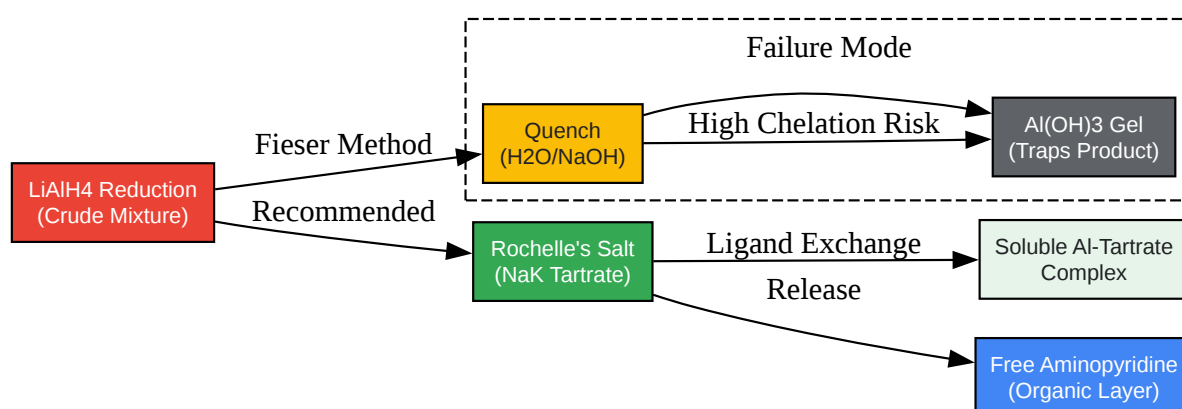 Failure Mode
Fieser Method
Quench
(H2O/NaOH)
High Chelation Risk
Al(OH)3 Gel
(Traps Product)
LiAlH4 Reduction
(Crude Mixture)
Recommended
Rochelle's Salt
(NaK Tartrate)
Ligand Exchange
Release
Soluble Al-Tartrate
Complex
Free Aminopyridine
(Organic Layer)